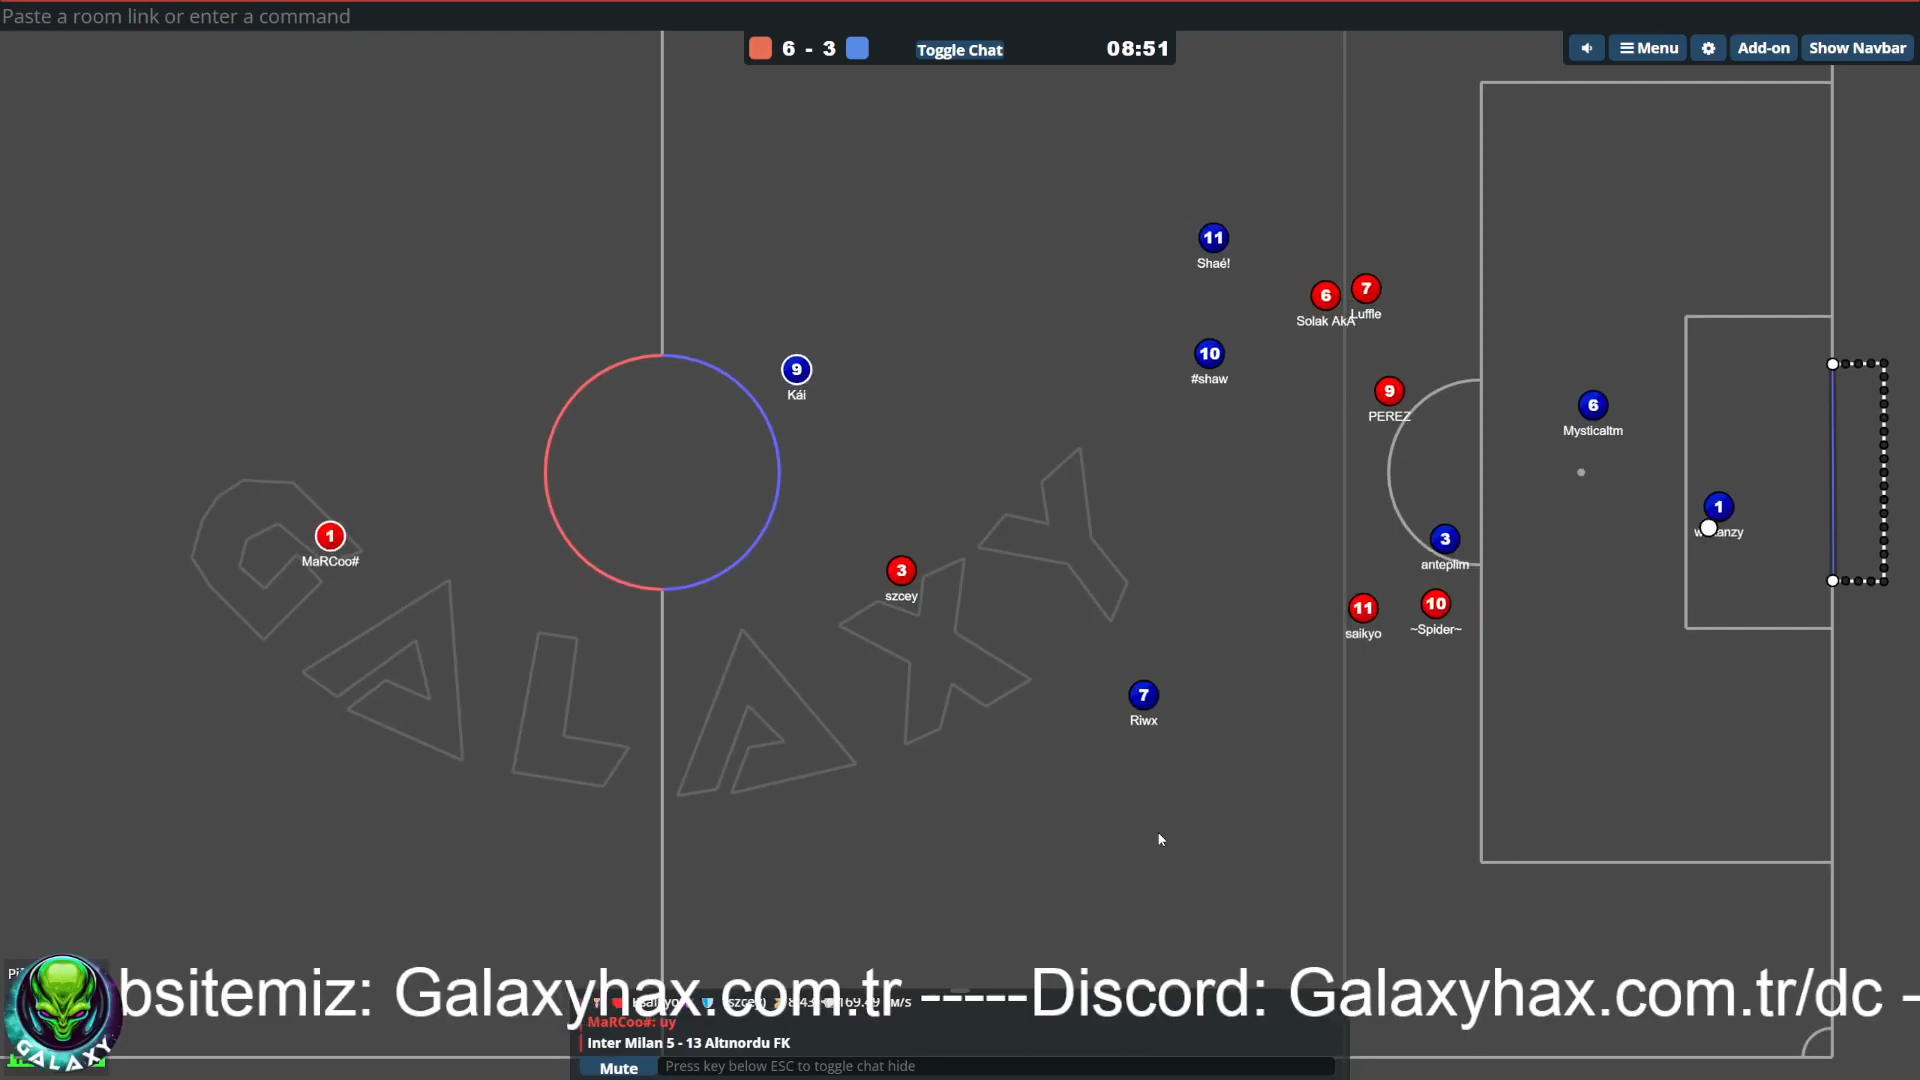 Paste a room link or enter a command
6 - 3
Toggle Chat
08:51
Menu
Add-on
Show Navbar
11
Shaé!
6
Solak AkA
7
Luffle
9
Kái
10
#shaw
9
PEREZ
6
Mysticaltm
1
1
MaRCoo#
3
szcey
3
anteplim
11
saikyo
10
~Spider~
7
Riwx
GALAXY
bsitemiz: Galaxyhax.com.tr -----Discord: Galaxyhax.com.tr/dc -
MaRCoo#: uy
Inter Milan 5 - 13 Altınordu FK
Mute
Press key below ESC to toggle chat hide
GALAXY